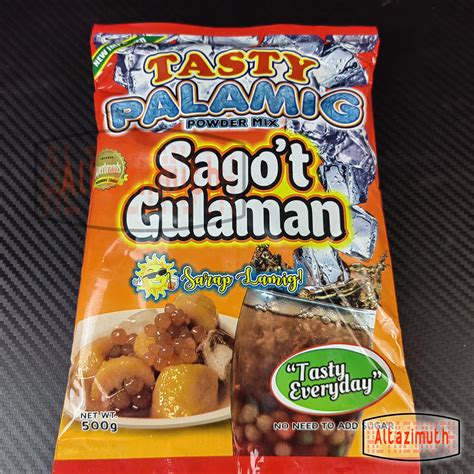 NEW IMPROVED
TASTY
PALAMIG
POWDER MIX
Sago't
Gulaman
Sarap Lamig!
"Tasty
Everyday"
NET WT.
500g
NO NEED TO ADD SUGAR
Altazimuth